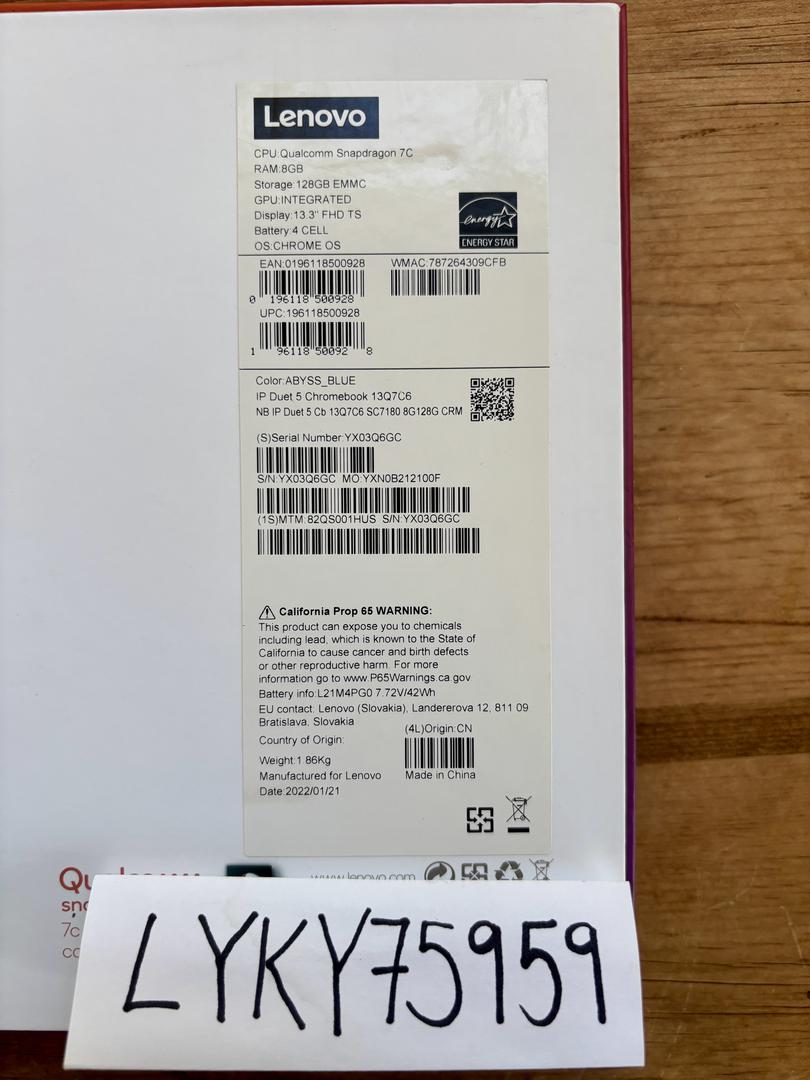 Lenovo
CPU:Qualcomm Snapdragon 7C
RAM:8GB
Storage:128GB EMMC
GPU:INTEGRATED
Display:13.3" FHD TS
Battery:4 CELL
OS:CHROME OS
energy
ENERGY STAR
EAN:0196118500928 WMAC:787264309CFB
0 196118 500928
UPC:196118500928
1 96118 50092 8
Color:ABYSS_BLUE
IP Duet 5 Chromebook 13Q7C6
NB IP Duet 5 Cb 13Q7C6 SC7180 8G128G CRM
(S)Serial Number:YX03Q6GC
S/N:YX03Q6GC MO:YXN0B212100F
(1S)MTM:82QS001HUS S/N:YX03Q6GC
California Prop 65 WARNING:
This product can expose you to chemicals
including lead, which is known to the State of
California to cause cancer and birth defects
or other reproductive harm. For more
information go to www.P65Warnings.ca.gov
Battery info:L21M4PG0 7.72V/42Wh
EU contact: Lenovo (Slovakia), Landererova 12, 811 09
Bratislava, Slovakia
Country of Origin:
(4L)Origin:CN
Weight:1.86Kg
Manufactured for Lenovo
Made in China
Date:2022/01/21
www.lenovo.com
7c
LYKY75959